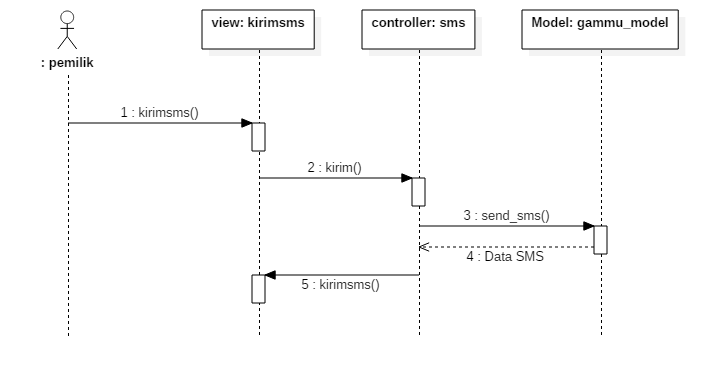 view: kirimsms
controller: sms
Model: gammu_model
: pemilik
1 : kirimsms()
2 : kirim()
3 : send_sms()
4 : Data SMS
5 : kirimsms()